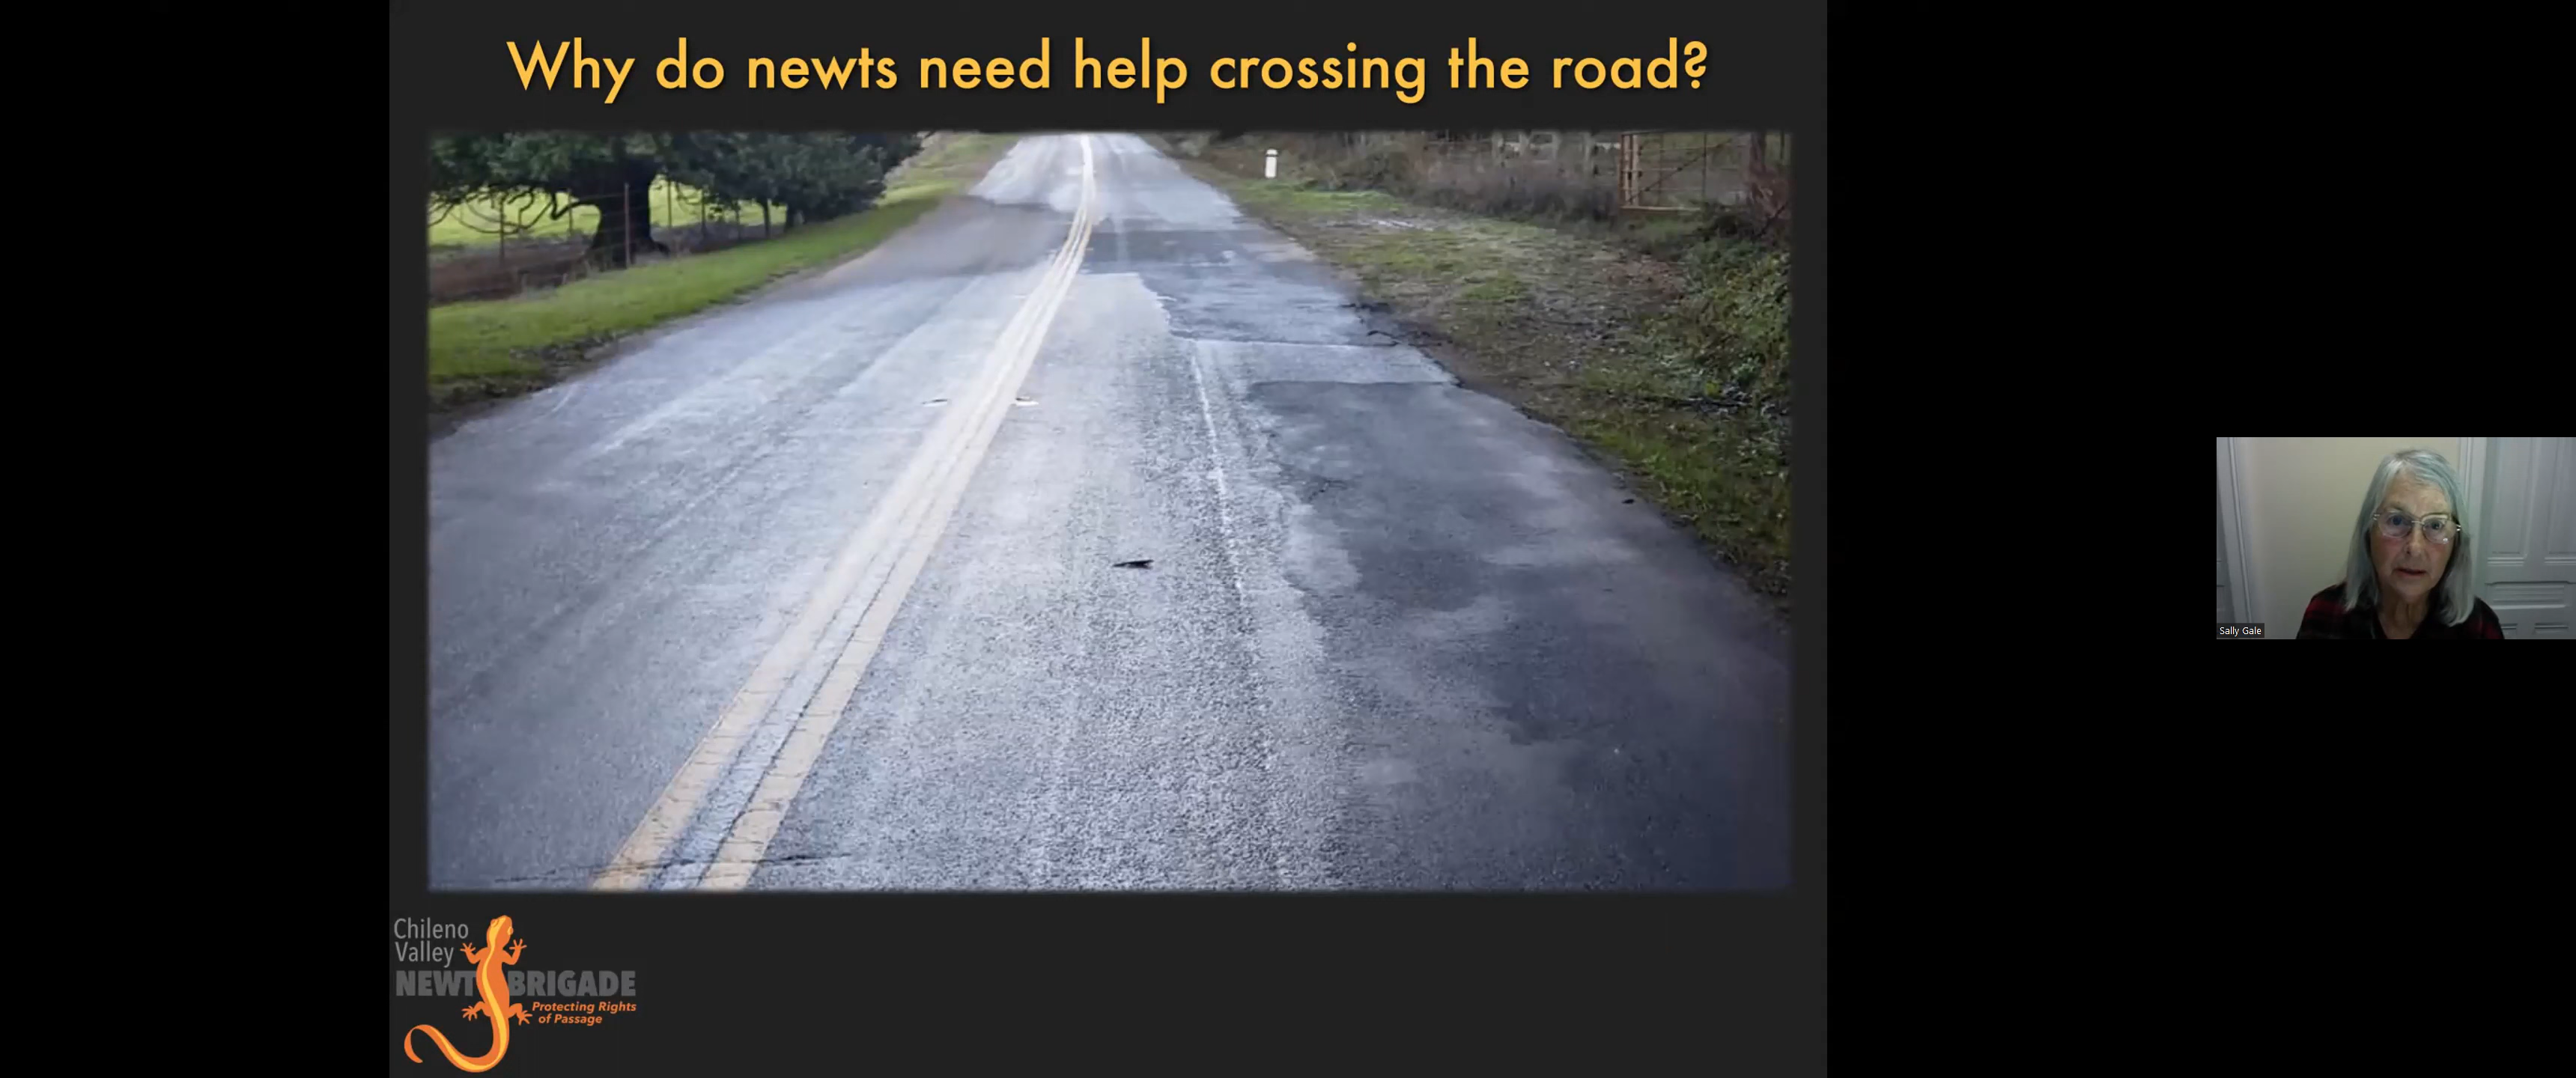 Why do newts need help crossing the road?
Chileno
Valley
NEWT BRIGADE
Protecting Rights
of Passage
Sally Gale